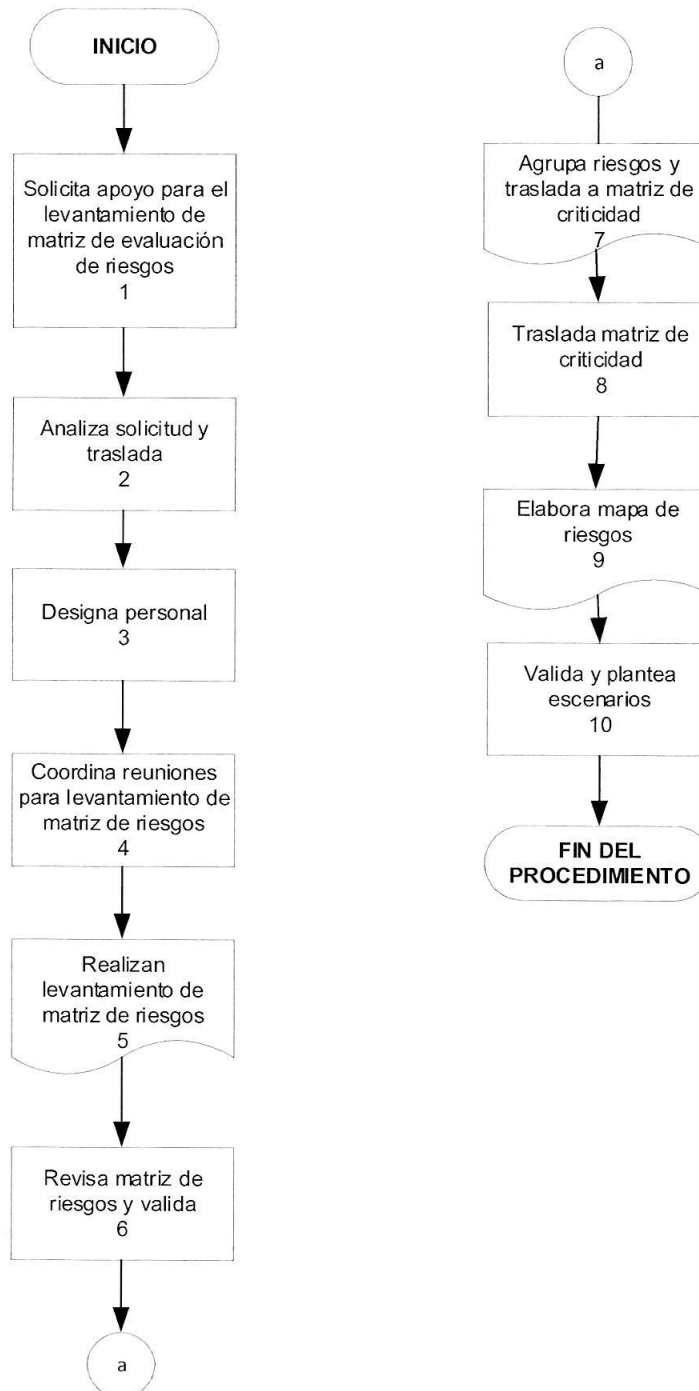 INICIO
Solicita apoyo para el
levantamiento de
matriz de evaluación
de riesgos
1
Analiza solicitud y
traslada
2
Designa personal
3
Coordina reuniones
para levantamiento de
matriz de riesgos
4
Realizan
levantamiento de
matriz de riesgos
5
Revisa matriz de
riesgos y valida
6
a
a
Agrupa riesgos y
traslada a matriz de
criticidad
7
Traslada matriz de
criticidad
8
Elabora mapa de
riesgos
9
Valida y plantea
escenarios
10
FIN DEL
PROCEDIMIENTO